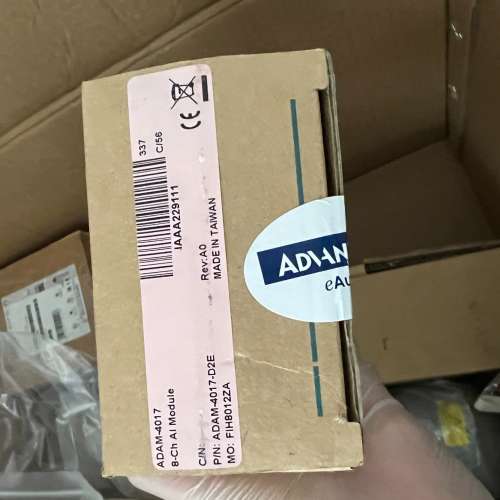 ADAM-4017
8-Ch AI Module
C/N:
P/N: ADAM-4017-D2E
MO: FIHB012ZA
IAAA229111
337
C/56
Rev:A0
MADE IN TAIWAN
CE
ADVAN
eAu